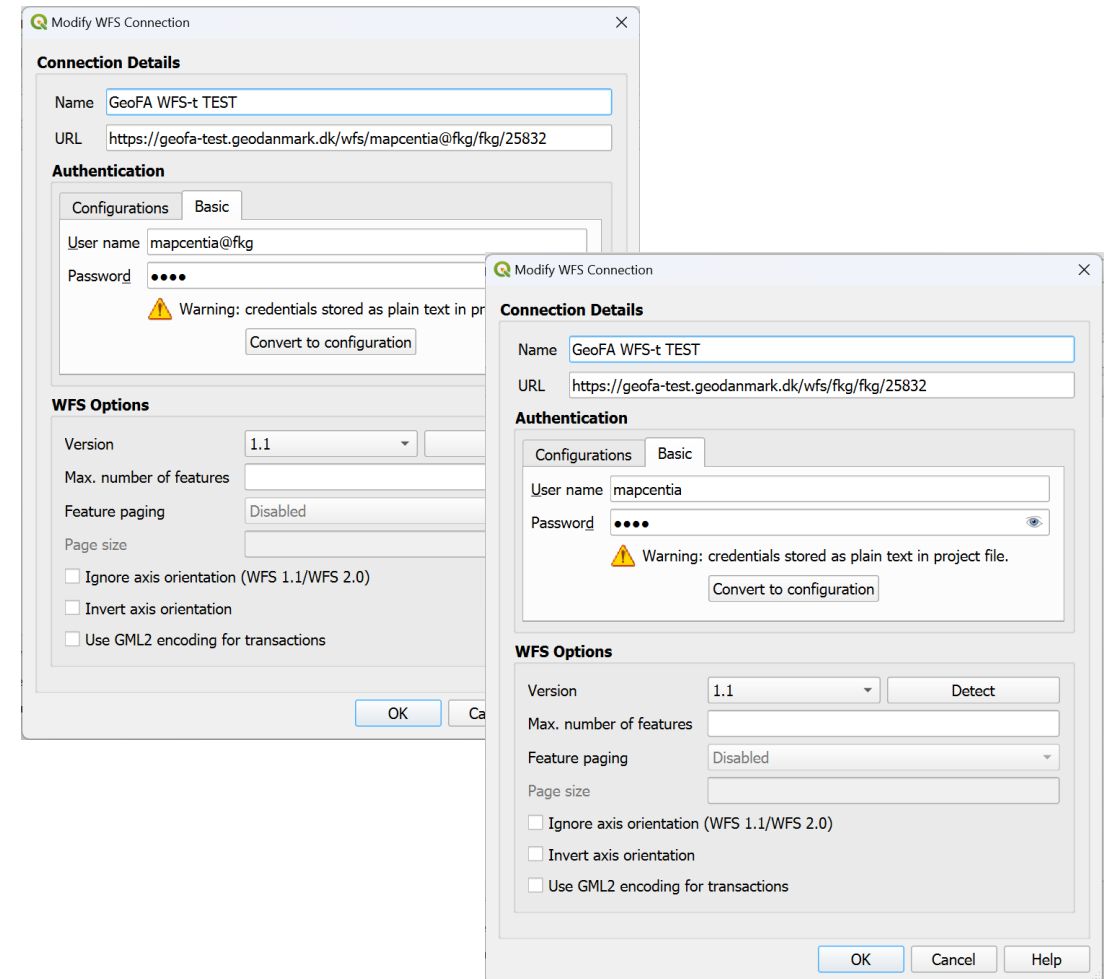 Modify WFS Connection
Connection Details
Name GeoFA WFS-t TEST
URL https://geofa-test.geodanmark.dk/wfs/mapcentia@fkg/fkg/25832
Authentication
Configurations Basic
User name mapcentia@fkg
Password ●●●●
Warning: credentials stored as plain text in pr
Convert to configuration
WFS Options
Version 1.1
Max. number of features
Feature paging Disabled
Page size
Ignore axis orientation (WFS 1.1/WFS 2.0)
Invert axis orientation
Use GML2 encoding for transactions
OK Ca
Modify WFS Connection
Connection Details
Name GeoFA WFS-t TEST
URL https://geofa-test.geodanmark.dk/wfs/fkg/fkg/25832
Authentication
Configurations Basic
User name mapcentia
Password ●●●●
Warning: credentials stored as plain text in project file.
Convert to configuration
WFS Options
Version 1.1 Detect
Max. number of features
Feature paging Disabled
Page size
Ignore axis orientation (WFS 1.1/WFS 2.0)
Invert axis orientation
Use GML2 encoding for transactions
OK Cancel Help